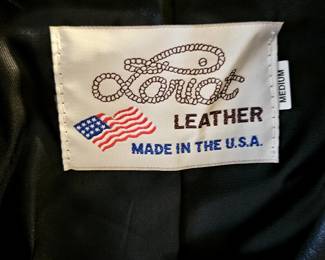 Lariat
LEATHER
MADE IN THE U.S.A.
MEDIUM